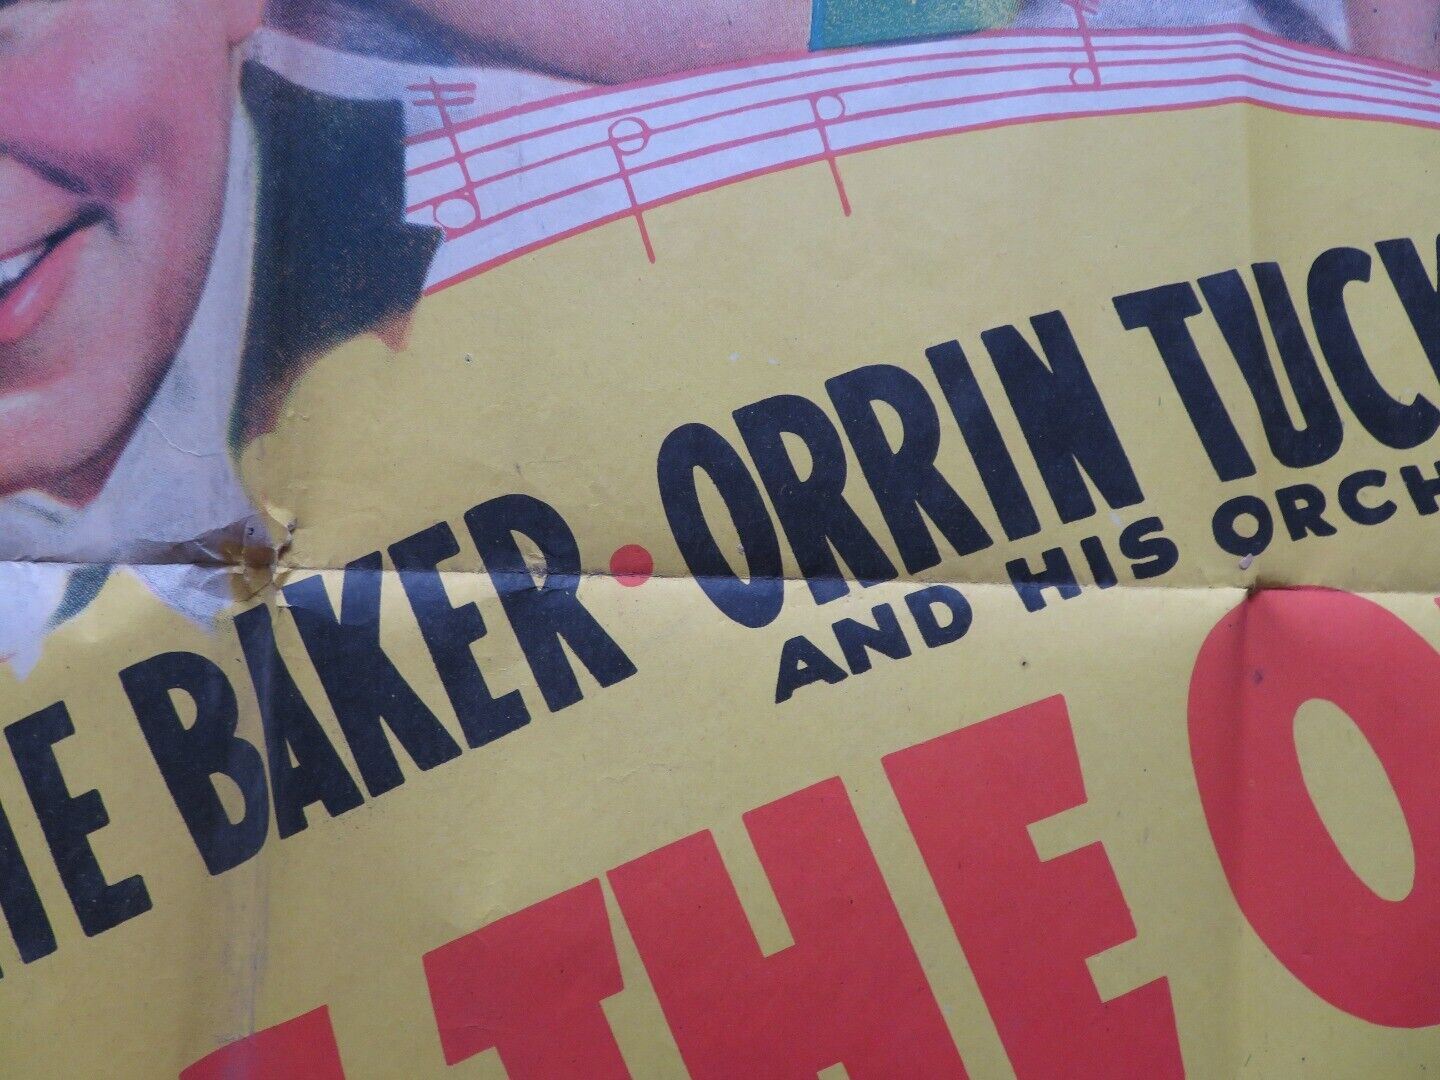 IE BAKER • ORRIN TUCK
AND HIS ORCH
THE O